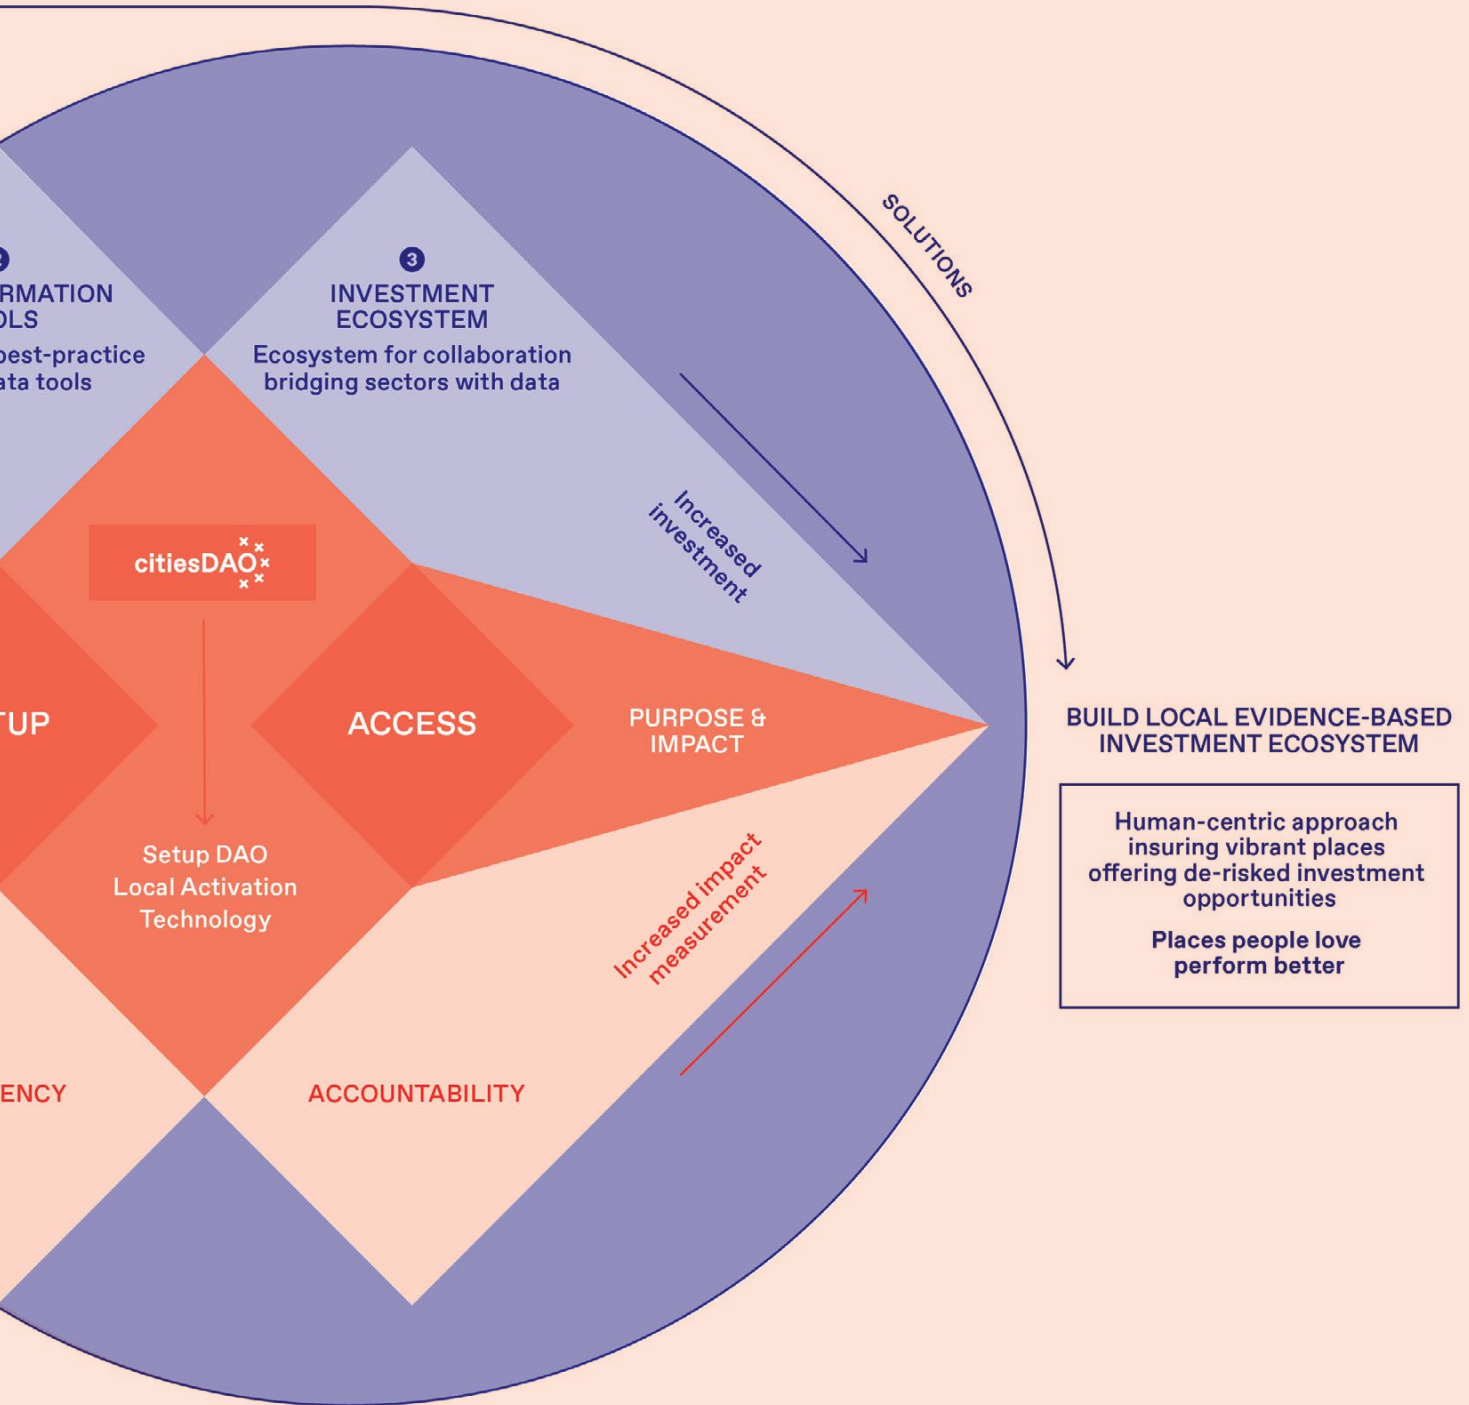 SOLUTIONS
3
RMATION
OLS
best-practice
ata tools
INVESTMENT
ECOSYSTEM
Ecosystem for collaboration
bridging sectors with data
Increased
investment
citiesDAO
TUP
ACCESS
PURPOSE &
IMPACT
Setup DAO
Local Activation
Technology
Increased impact
measurement
ENCY
ACCOUNTABILITY
BUILD LOCAL EVIDENCE-BASED
INVESTMENT ECOSYSTEM
Human-centric approach
insuring vibrant places
offering de-risked investment
opportunities
Places people love
perform better